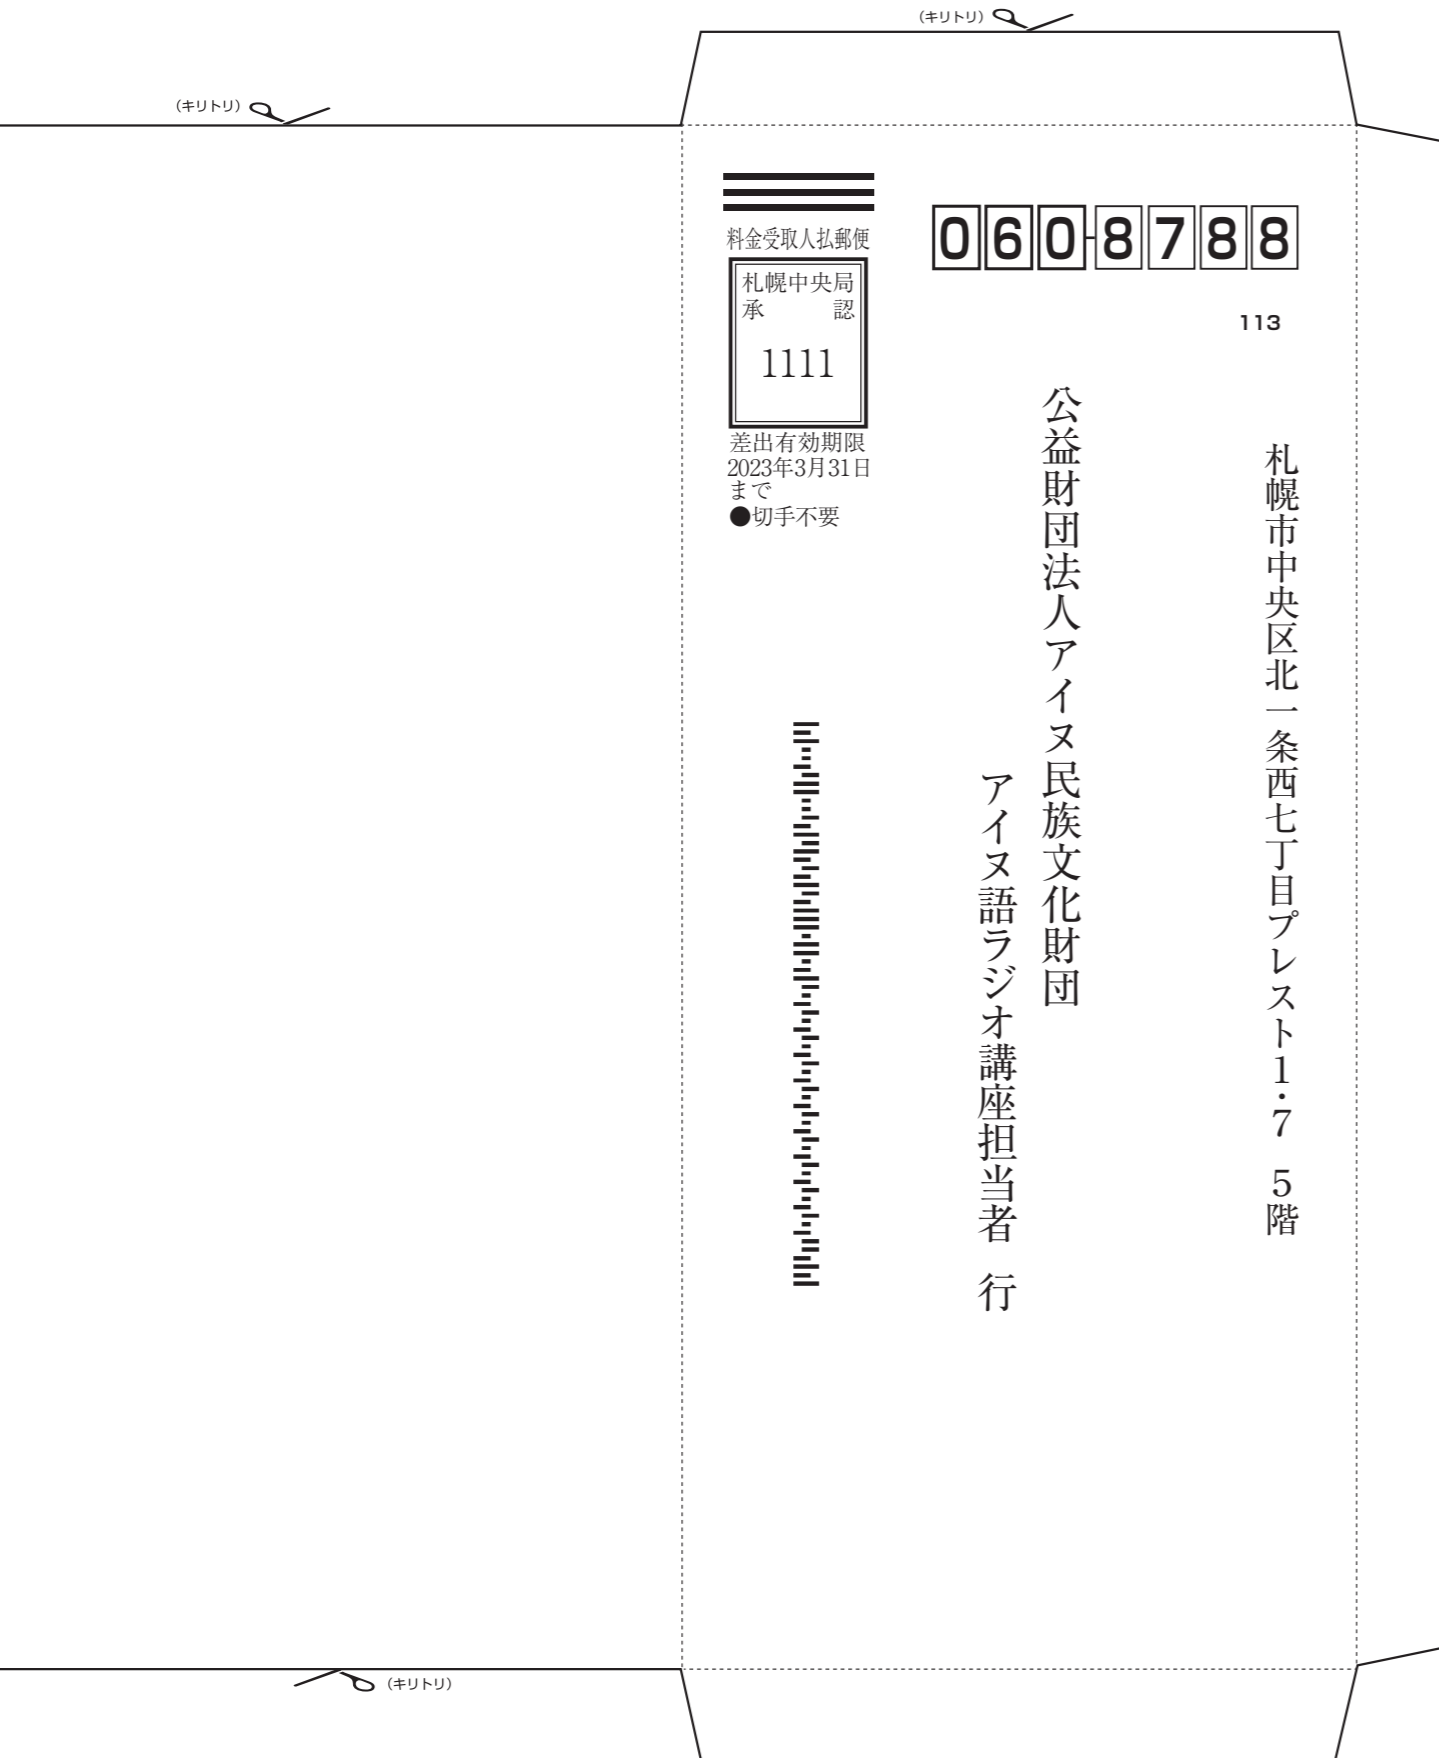 （キリトリ）
（キリトリ）
060-8788
113
料金受取人払郵便
札幌中央局
承　認
1111
差出有効期限
2023年3月31日
まで
●切手不要
札幌市中央区北一条西七丁目プレスト1・7　5階
公益財団法人アイヌ民族文化財団
アイヌ語ラジオ講座担当者　行
（キリトリ）